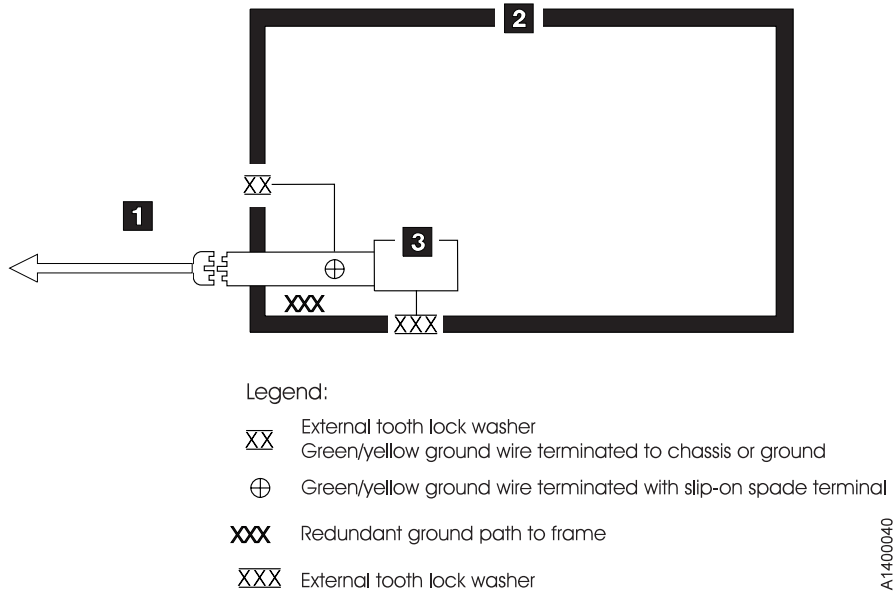 2
XX
1
3
XXX
XXX
Legend:
XX External tooth lock washer
Green/yellow ground wire terminated to chassis or ground
Green/yellow ground wire terminated with slip-on spade terminal
XXX Redundant ground path to frame
XXX External tooth lock washer
A1400040